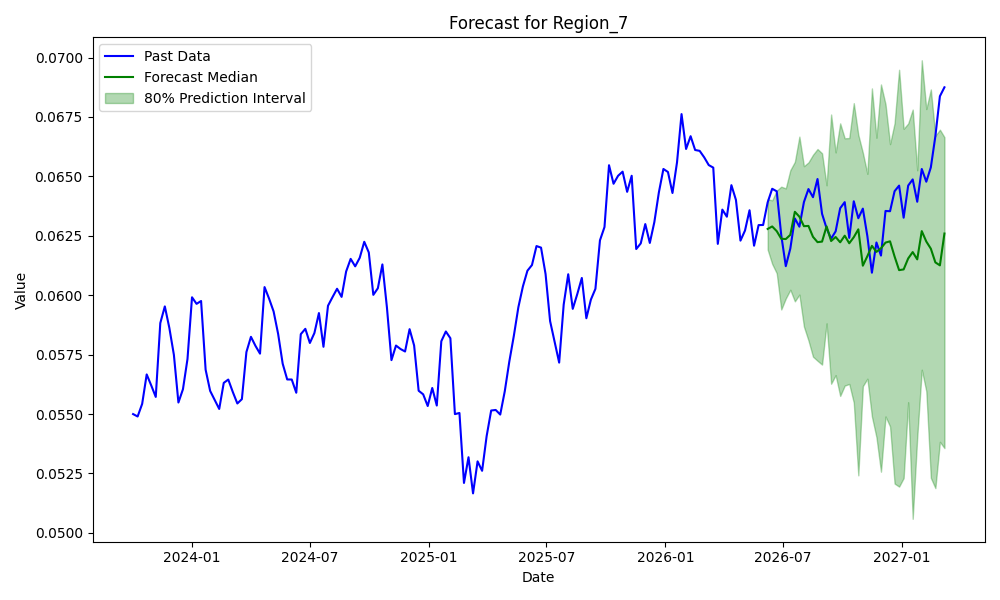 Forecast for Region_7
Past Data
Forecast Median
80% Prediction Interval
Value
0.0700
0.0675
0.0650
0.0625
0.0600
0.0575
0.0550
0.0525
0.0500
2024-01
2024-07
2025-01
2025-07
2026-01
2026-07
2027-01
Date